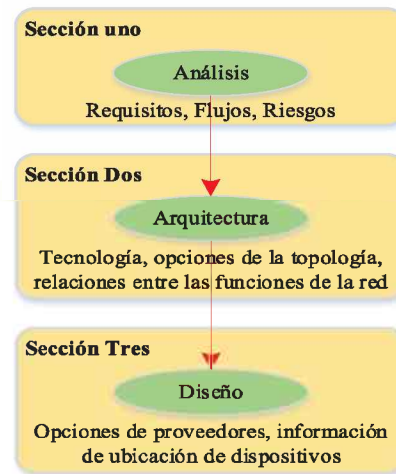 Sección uno
Análisis
Requisitos, Flujos, Riesgos
Sección Dos
Arquitectura
Tecnología, opciones de la topología,
relaciones entre las funciones de la red
Sección Tres
Diseño
Opciones de proveedores, información
de ubicación de dispositivos